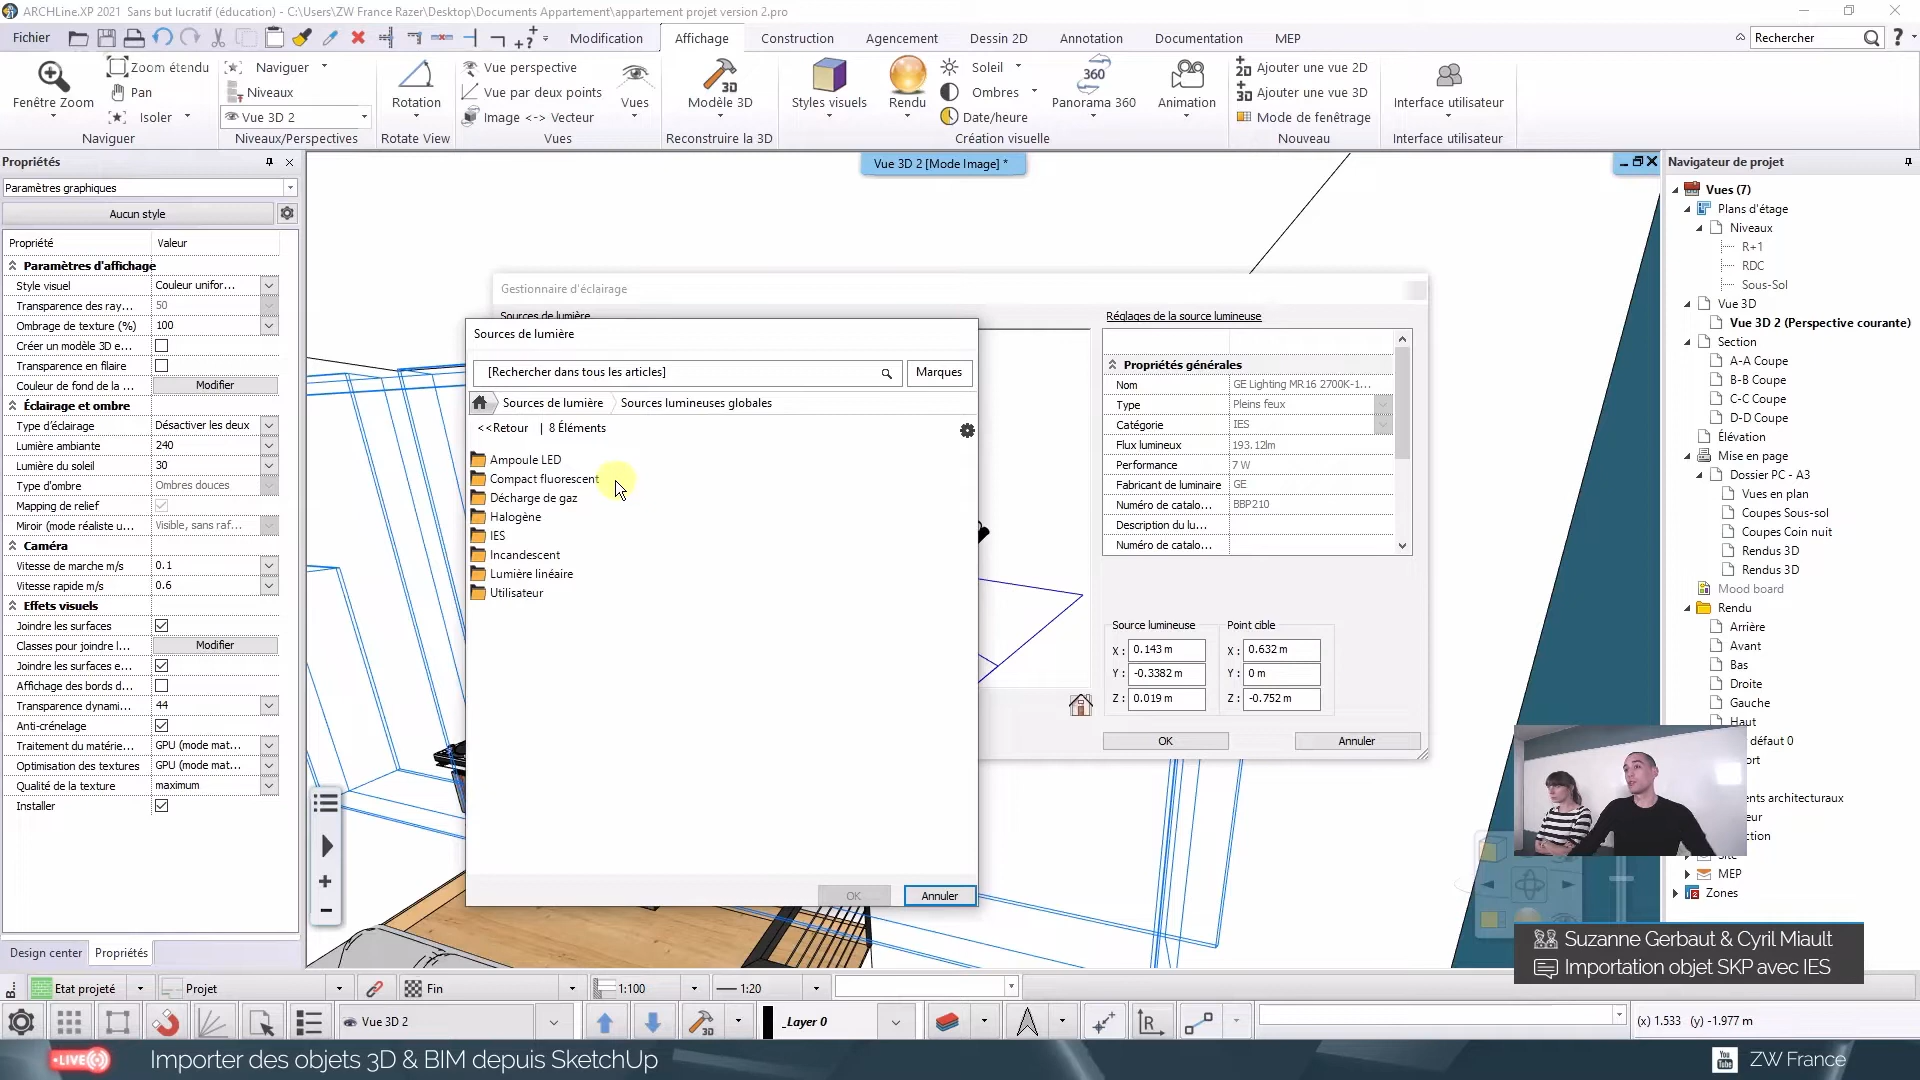 ARCHLine.XP 2021 Sans but lucratif (éducation) - C:\Users\ZW France Razer\Desktop\Documents Appartement\appartement projet version 2.pro
Fichier
Modification
Affichage
Construction
Agencement
Dessin 2D
Annotation
Documentation
MEP
Rechercher
Fenêtre Zoom
Zoom étendu
Pan
Isoler
Naviguer
Naviguer
Niveaux
Vue 3D 2
Niveaux/Perspectives
Rotation
Rotate View
Vue perspective
Vue par deux points
Image <-> Vecteur
Vues
Vues
Modèle 3D
Reconstruire la 3D
Styles visuels
Rendu
Soleil
Ombres
Date/heure
Panorama 360
Animation
Création visuelle
Ajouter une vue 2D
Ajouter une vue 3D
Mode de fenêtrage
Nouveau
Interface utilisateur
Interface utilisateur
Propriétés
Paramètres graphiques
Aucun style
Propriété Valeur
Paramètres d'affichage
Style visuel Couleur unifor...
Transparence des ray... 50
Ombrage de texture (%) 100
Créer un modèle 3D e...
Transparence en filaire
Couleur de fond de la ... Modifier
Éclairage et ombre
Type d'éclairage Désactiver les deux
Lumière ambiante 240
Lumière du soleil 30
Type d'ombre Ombres douces
Mapping de relief
Miroir (mode réaliste u... Visible, sans raf...
Caméra
Vitesse de marche m/s 0.1
Vitesse rapide m/s 0.6
Effets visuels
Joindre les surfaces
Classes pour joindre l... Modifier
Joindre les surfaces e...
Affichage des bords d...
Transparence dynami... 44
Anti-crénelage
Traitement du matérie... GPU (mode mat...
Optimisation des textures GPU (mode mat...
Qualité de la texture maximum
Installer
Design center
Propriétés
Vue 3D 2 [Mode Image] *
Gestionnaire d'éclairage
Sources de lumière
Sources de lumière
[Rechercher dans tous les articles]
Marques
Sources de lumière
Sources lumineuses globales
<<Retour | 8 Éléments
Ampoule LED
Compact fluorescent
Décharge de gaz
Halogène
IES
Incandescent
Lumière linéaire
Utilisateur
OK
Annuler
Réglages de la source lumineuse
Propriétés générales
Nom GE Lighting MR16 2700K-1...
Type Pleins feux
Catégorie IES
Flux lumineux 193.12lm
Performance 7 W
Fabricant de luminaire GE
Numéro de catalo... BBP210
Description du lu...
Numéro de catalo...
Source lumineuse
Point cible
X : 0.143 m X : 0.632 m
Y : -0.3382 m Y : 0 m
Z : 0.019 m Z : -0.752 m
OK
Annuler
Navigateur de projet
Vues (7)
Plans d'étage
Niveaux
R+1
RDC
Sous-Sol
Vue 3D
Vue 3D 2 (Perspective courante)
Section
A-A Coupe
B-B Coupe
C-C Coupe
D-D Coupe
Élévation
Mise en page
Dossier PC - A3
Vues en plan
Coupes Sous-sol
Coupes Coin nuit
Rendus 3D
Rendus 3D
Mood board
Rendu
Arrière
Avant
Bas
Droite
Gauche
Haut
défaut 0
ort
nts architecturaux
eur
ction
MEP
Zones
Suzanne Gerbaut & Cyril Miault
Importation objet SKP avec IES
B...
Etat projeté
Projet
Fin
1:100
1:20
Vue 3D 2
_Layer 0
(x) 1.533 (y) -1.977 m
LIVE
Importer des objets 3D & BIM depuis SketchUp
You Tube
ZW France